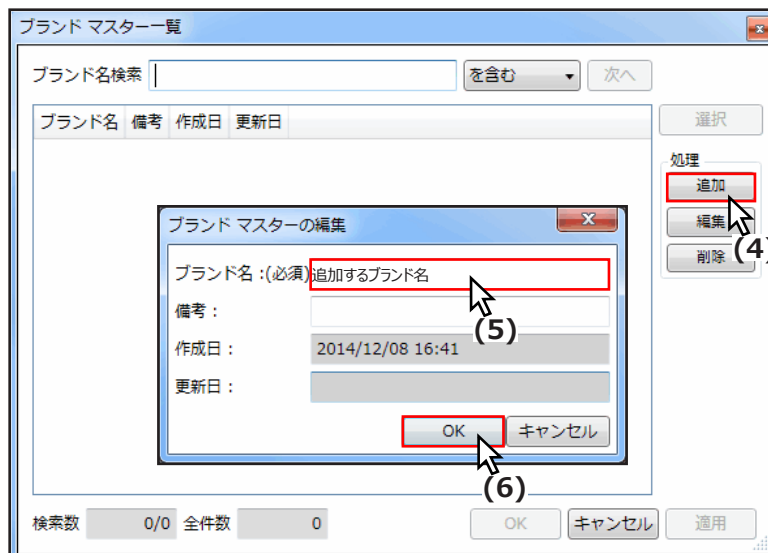 ブランド マスター一覧
ブランド名検索 を含む 次へ
ブランド名 備考 作成日 更新日
選択
処理
追加
編集
(4)
削除
ブランド マスターの編集
ブランド名：(必須) 追加するブランド名
(5)
備考：
作成日： 2014/12/08 16:41
更新日：
OK キャンセル
(6)
検索数 0/0 全件数 0 OK キャンセル 適用